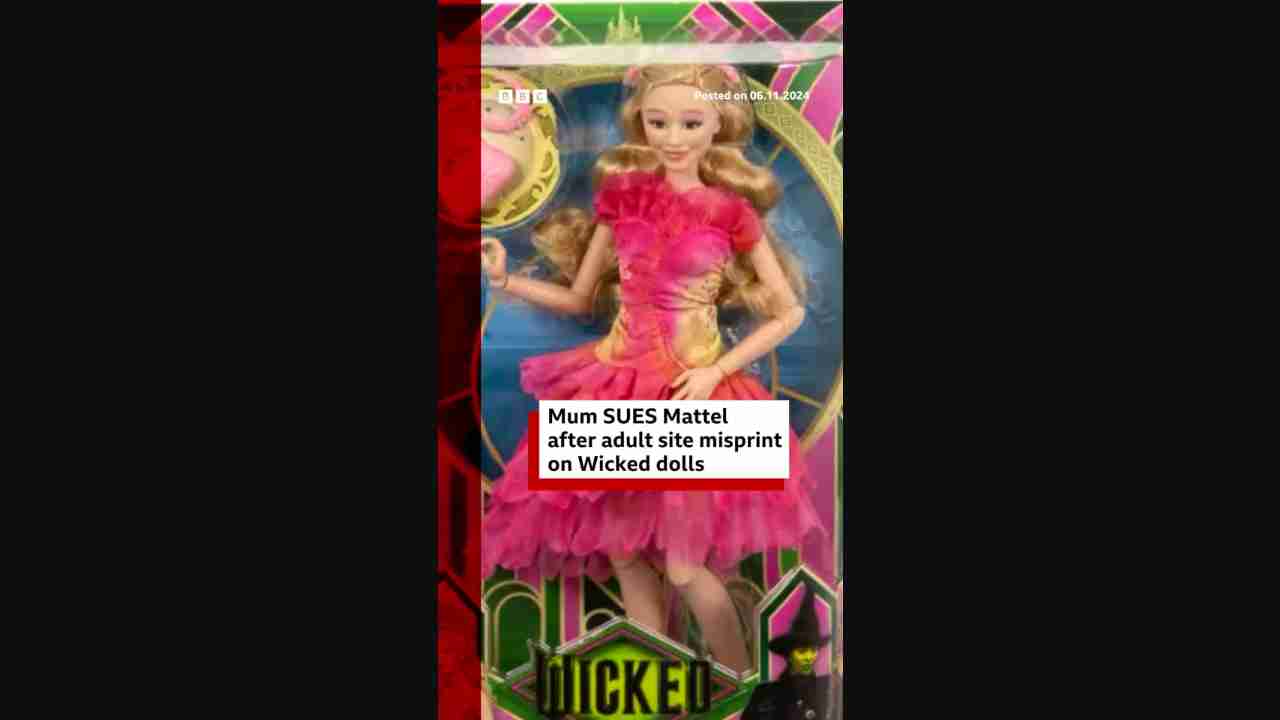 BBC
Posted on 06.11.2024
Mum SUES Mattel
after adult site misprint
on Wicked dolls
WICKED